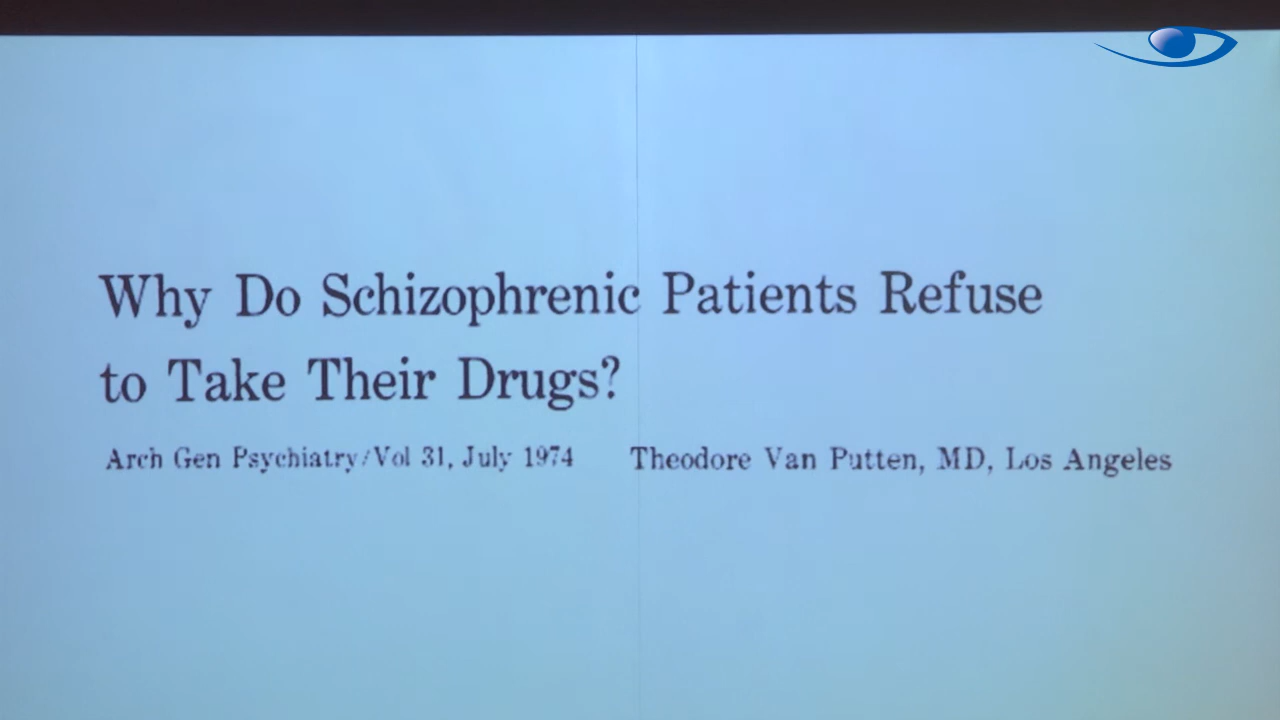 Why Do Schizophrenic Patients Refuse
to Take Their Drugs?
Arch Gen Psychiatry/Vol 31, July 1974 Theodore Van Putten, MD, Los Angeles